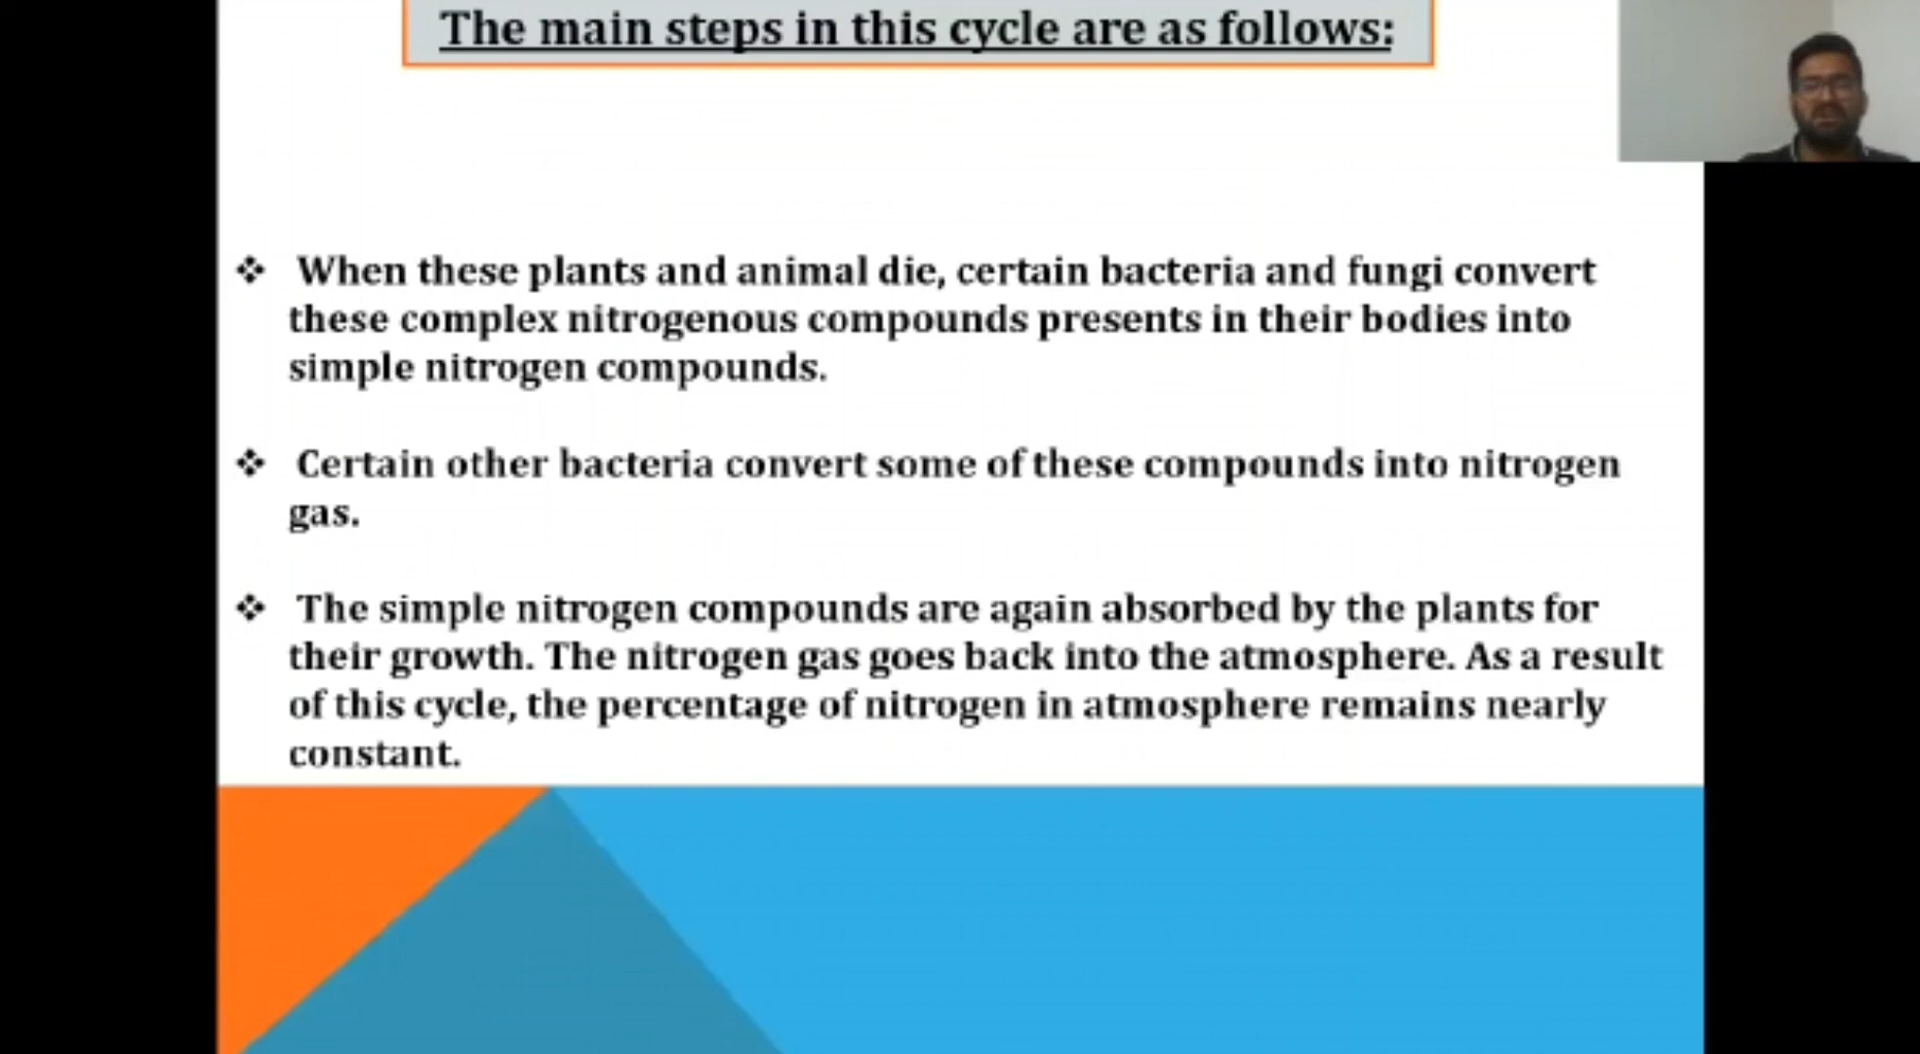 The main steps in this cycle are as follows:
❖ When these plants and animal die, certain bacteria and fungi convert
these complex nitrogenous compounds presents in their bodies into
simple nitrogen compounds.
❖ Certain other bacteria convert some of these compounds into nitrogen
gas.
❖ The simple nitrogen compounds are again absorbed by the plants for
their growth. The nitrogen gas goes back into the atmosphere. As a result
of this cycle, the percentage of nitrogen in atmosphere remains nearly
constant.